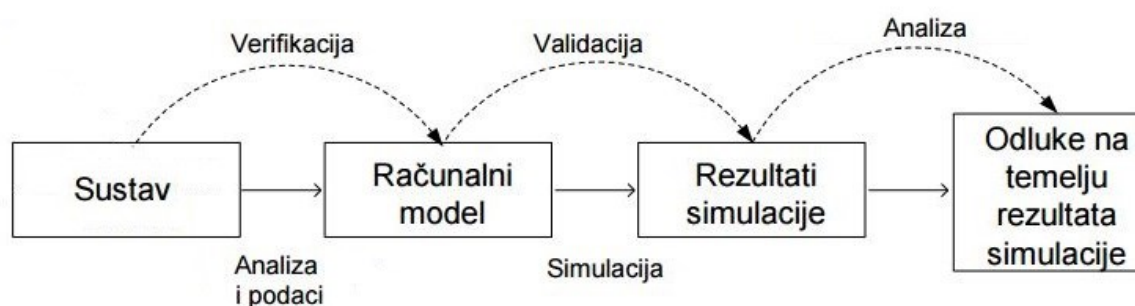 Verifikacija
Validacija
Analiza
Sustav
Računalni
model
Rezultati
simulacije
Odluke na
temelju
rezultata
simulacije
Analiza
i podaci
Simulacija